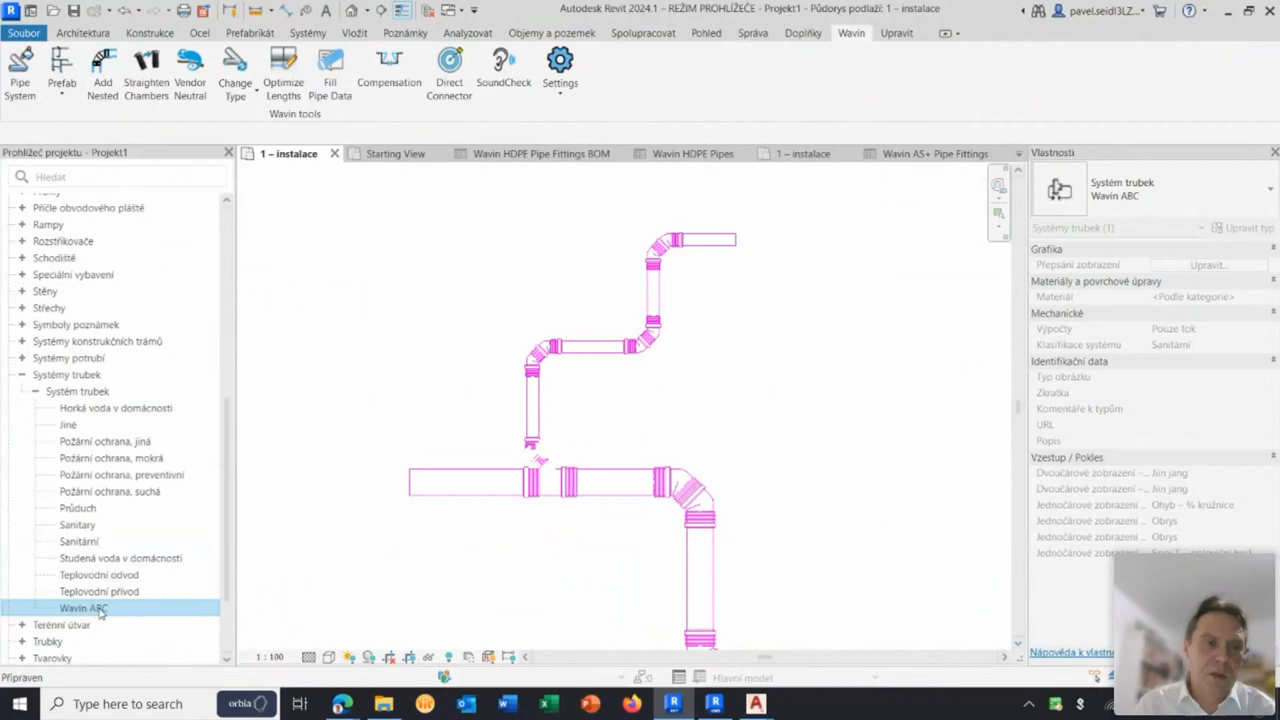 Autodesk Revit 2024.1 - REŽIM PROHLÍŽEČE - Projekt1 - Půdorys podlaží: 1 – instalace
pavel.seidl3LZ...
Soubor Architektura Konstrukce Ocel Prefabrikát Systémy Vložit Poznámky Analyzovat Objemy a pozemek Spolupracovat Pohled Správa Doplňky Wavin Upravit
Pipe System
Prefab
Add Nested
Straighten Chambers
Vendor Neutral
Change Type
Optimize Lengths
Fill Pipe Data
Compensation
Direct Connector
SoundCheck
Settings
Wavin tools
Prohlížeč projektu - Projekt1
1 – instalace
Starting View
Wavin HDPE Pipe Fittings BOM
Wavin HDPE Pipes
1 – instalace
Wavin AS+ Pipe Fittings
Vlastnosti
Hledat
Příčle obvodového pláště
Rampy
Rozstřikovače
Schodiště
Speciální vybavení
Stěny
Střechy
Symboly poznámek
Systémy konstrukčních trámů
Systémy potrubí
Systémy trubek
Systém trubek
Horká voda v domácnosti
Jiné
Požární ochrana, jiná
Požární ochrana, mokrá
Požární ochrana, preventivní
Požární ochrana, suchá
Průduch
Sanitary
Sanitární
Studená voda v domácnosti
Teplovodní odvod
Teplovodní přívod
Wavin ABC
Terénní útvar
Trubky
Tvarovky
Systém trubek
Wavin ABC
Systémy trubek (1)
Upravit typ
Grafika
Přepsání zobrazení Upravit...
Materiály a povrchové úpravy
Materiál <Podle kategorie>
Mechanické
Výpočty Pouze tok
Klasifikace systému Sanitární
Identifikační data
Typ obrázku
Zkratka
Komentáře k typům
URL
Popis
Vzestup / Pokles
Dvoučárové zobrazení –... Jiin jang
Dvoučárové zobrazení –... Jiin jang
Jednočárové zobrazení ... Ohyb – ¾ kružnice
Jednočárové zobrazení ... Obrys
Jednočárové zobrazení ... Obrys
Jednočárové zobrazení ...
Nápověda k vlastno
1 : 100
Připraven
:0
Hlavní model
Type here to search
orbia